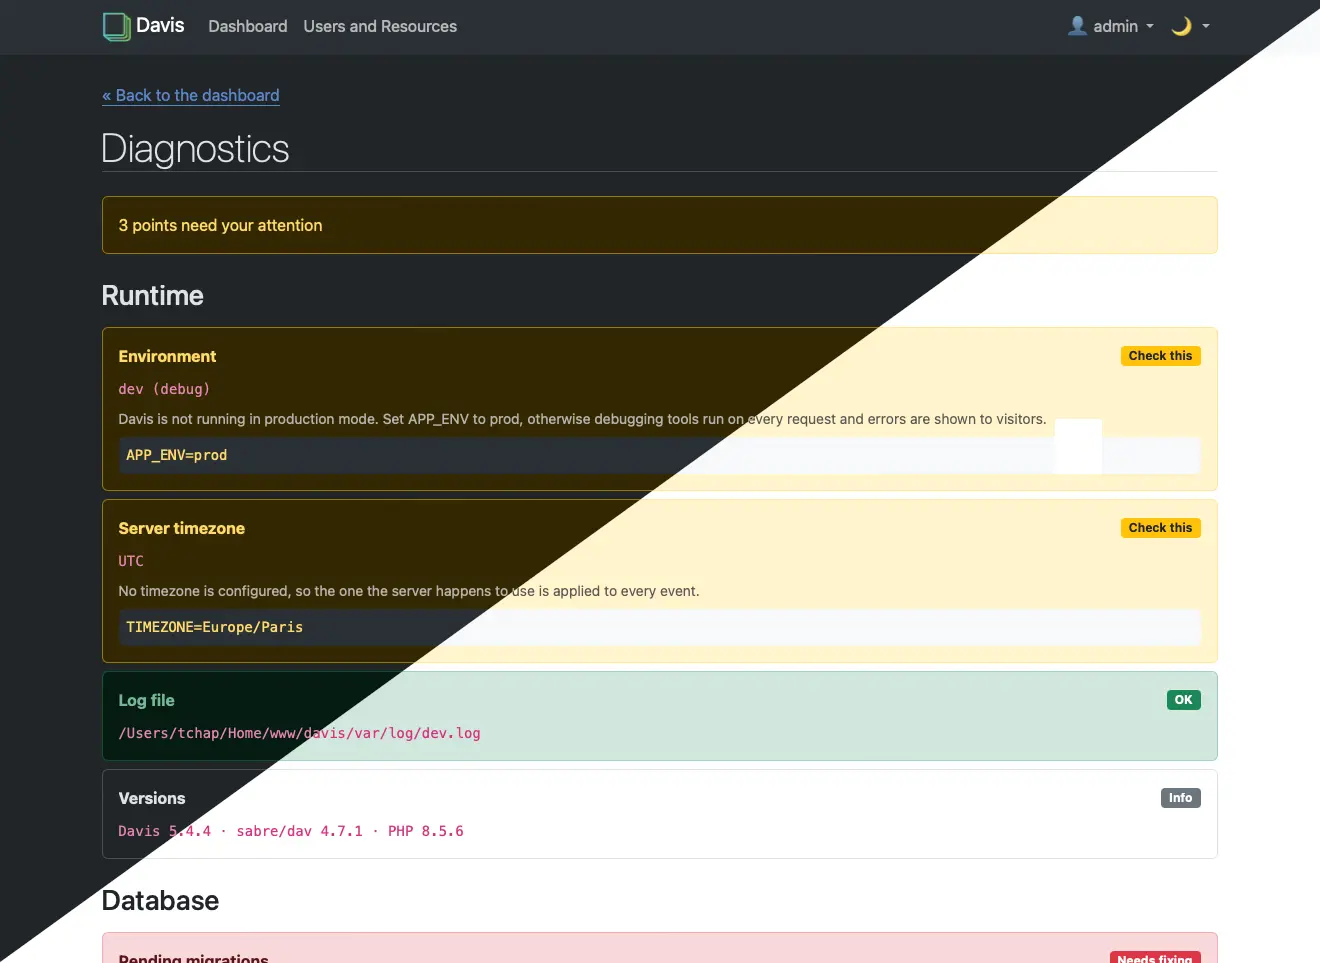 Davis Dashboard Users and Resources admin
« Back to the dashboard
Diagnostics
3 points need your attention
Runtime
Environment Check this
dev (debug)
Davis is not running in production mode. Set APP_ENV to prod, otherwise debugging tools run on every request and errors are shown to visitors.
APP_ENV=prod
Server timezone Check this
UTC
No timezone is configured, so the one the server happens to use is applied to every event.
TIMEZONE=Europe/Paris
Log file OK
/Users/tchap/Home/www/davis/var/log/dev.log
Versions Info
Davis 5.4.4 · sabre/dav 4.7.1 · PHP 8.5.6
Database
Pending migrations Needs fixing